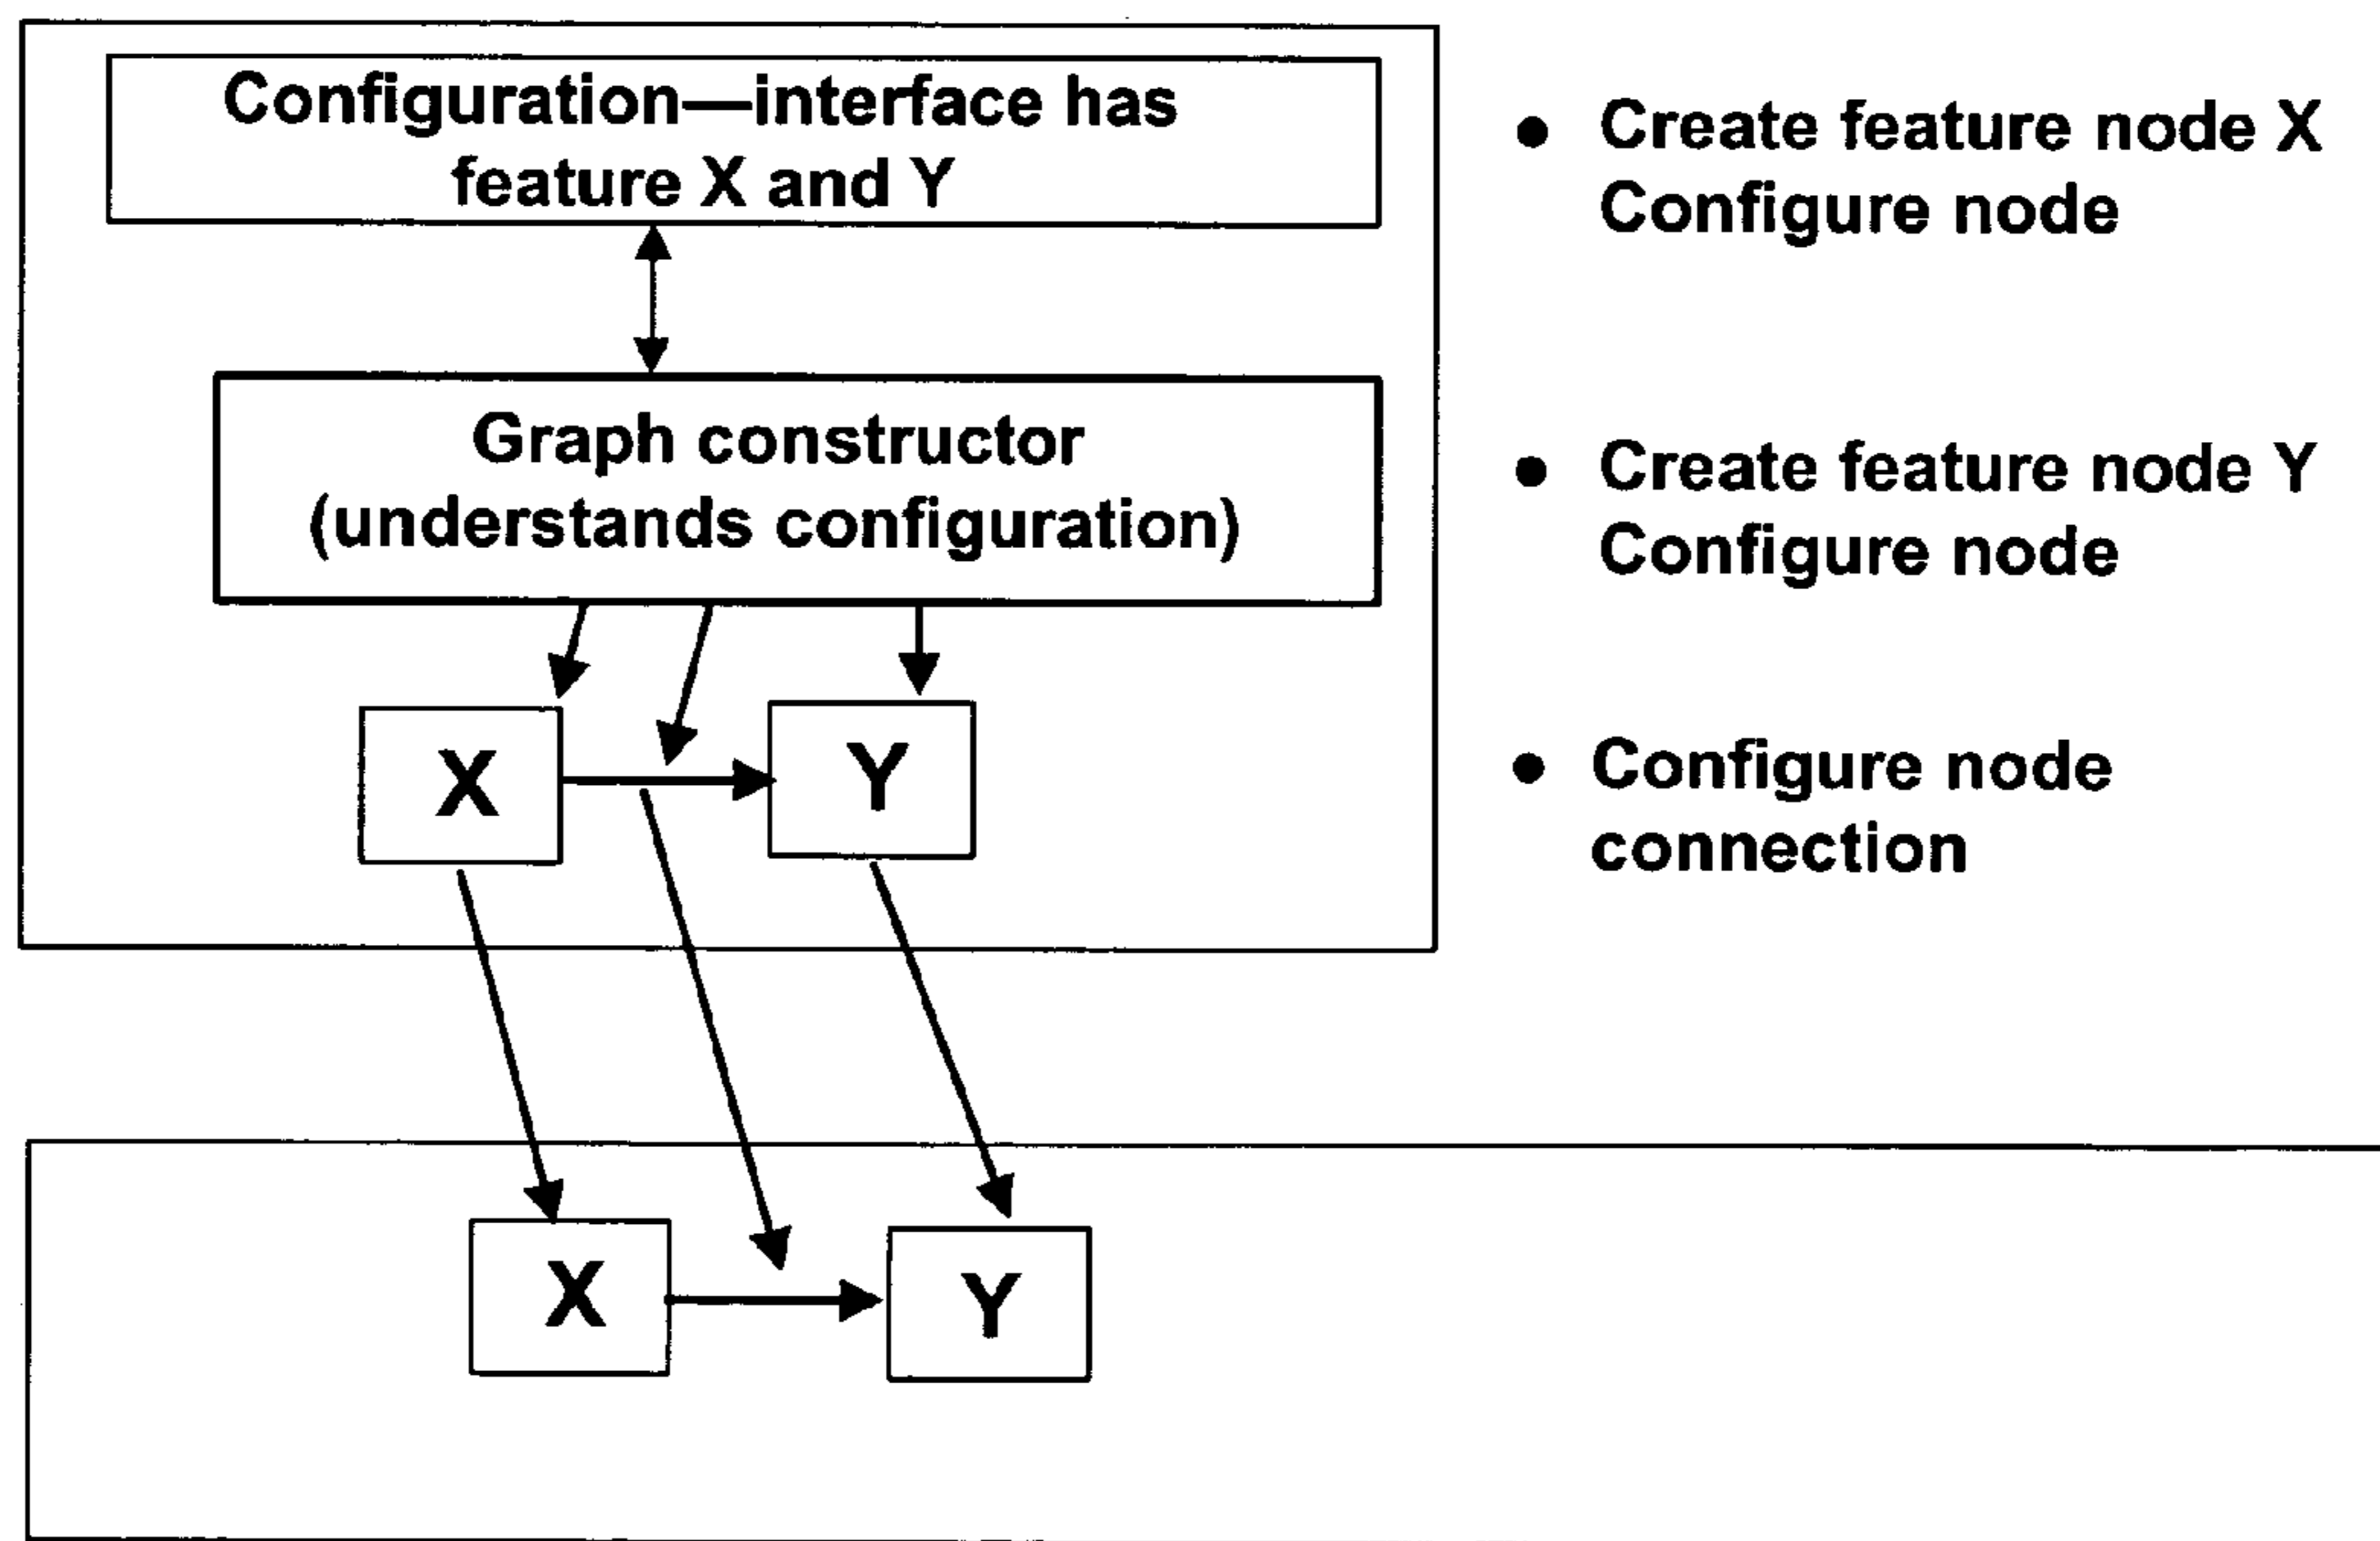 Configuration—interface has
feature X and Y
Graph constructor
(understands configuration)
X
Y
X
Y
● Create feature node X
Configure node
● Create feature node Y
Configure node
● Configure node
connection